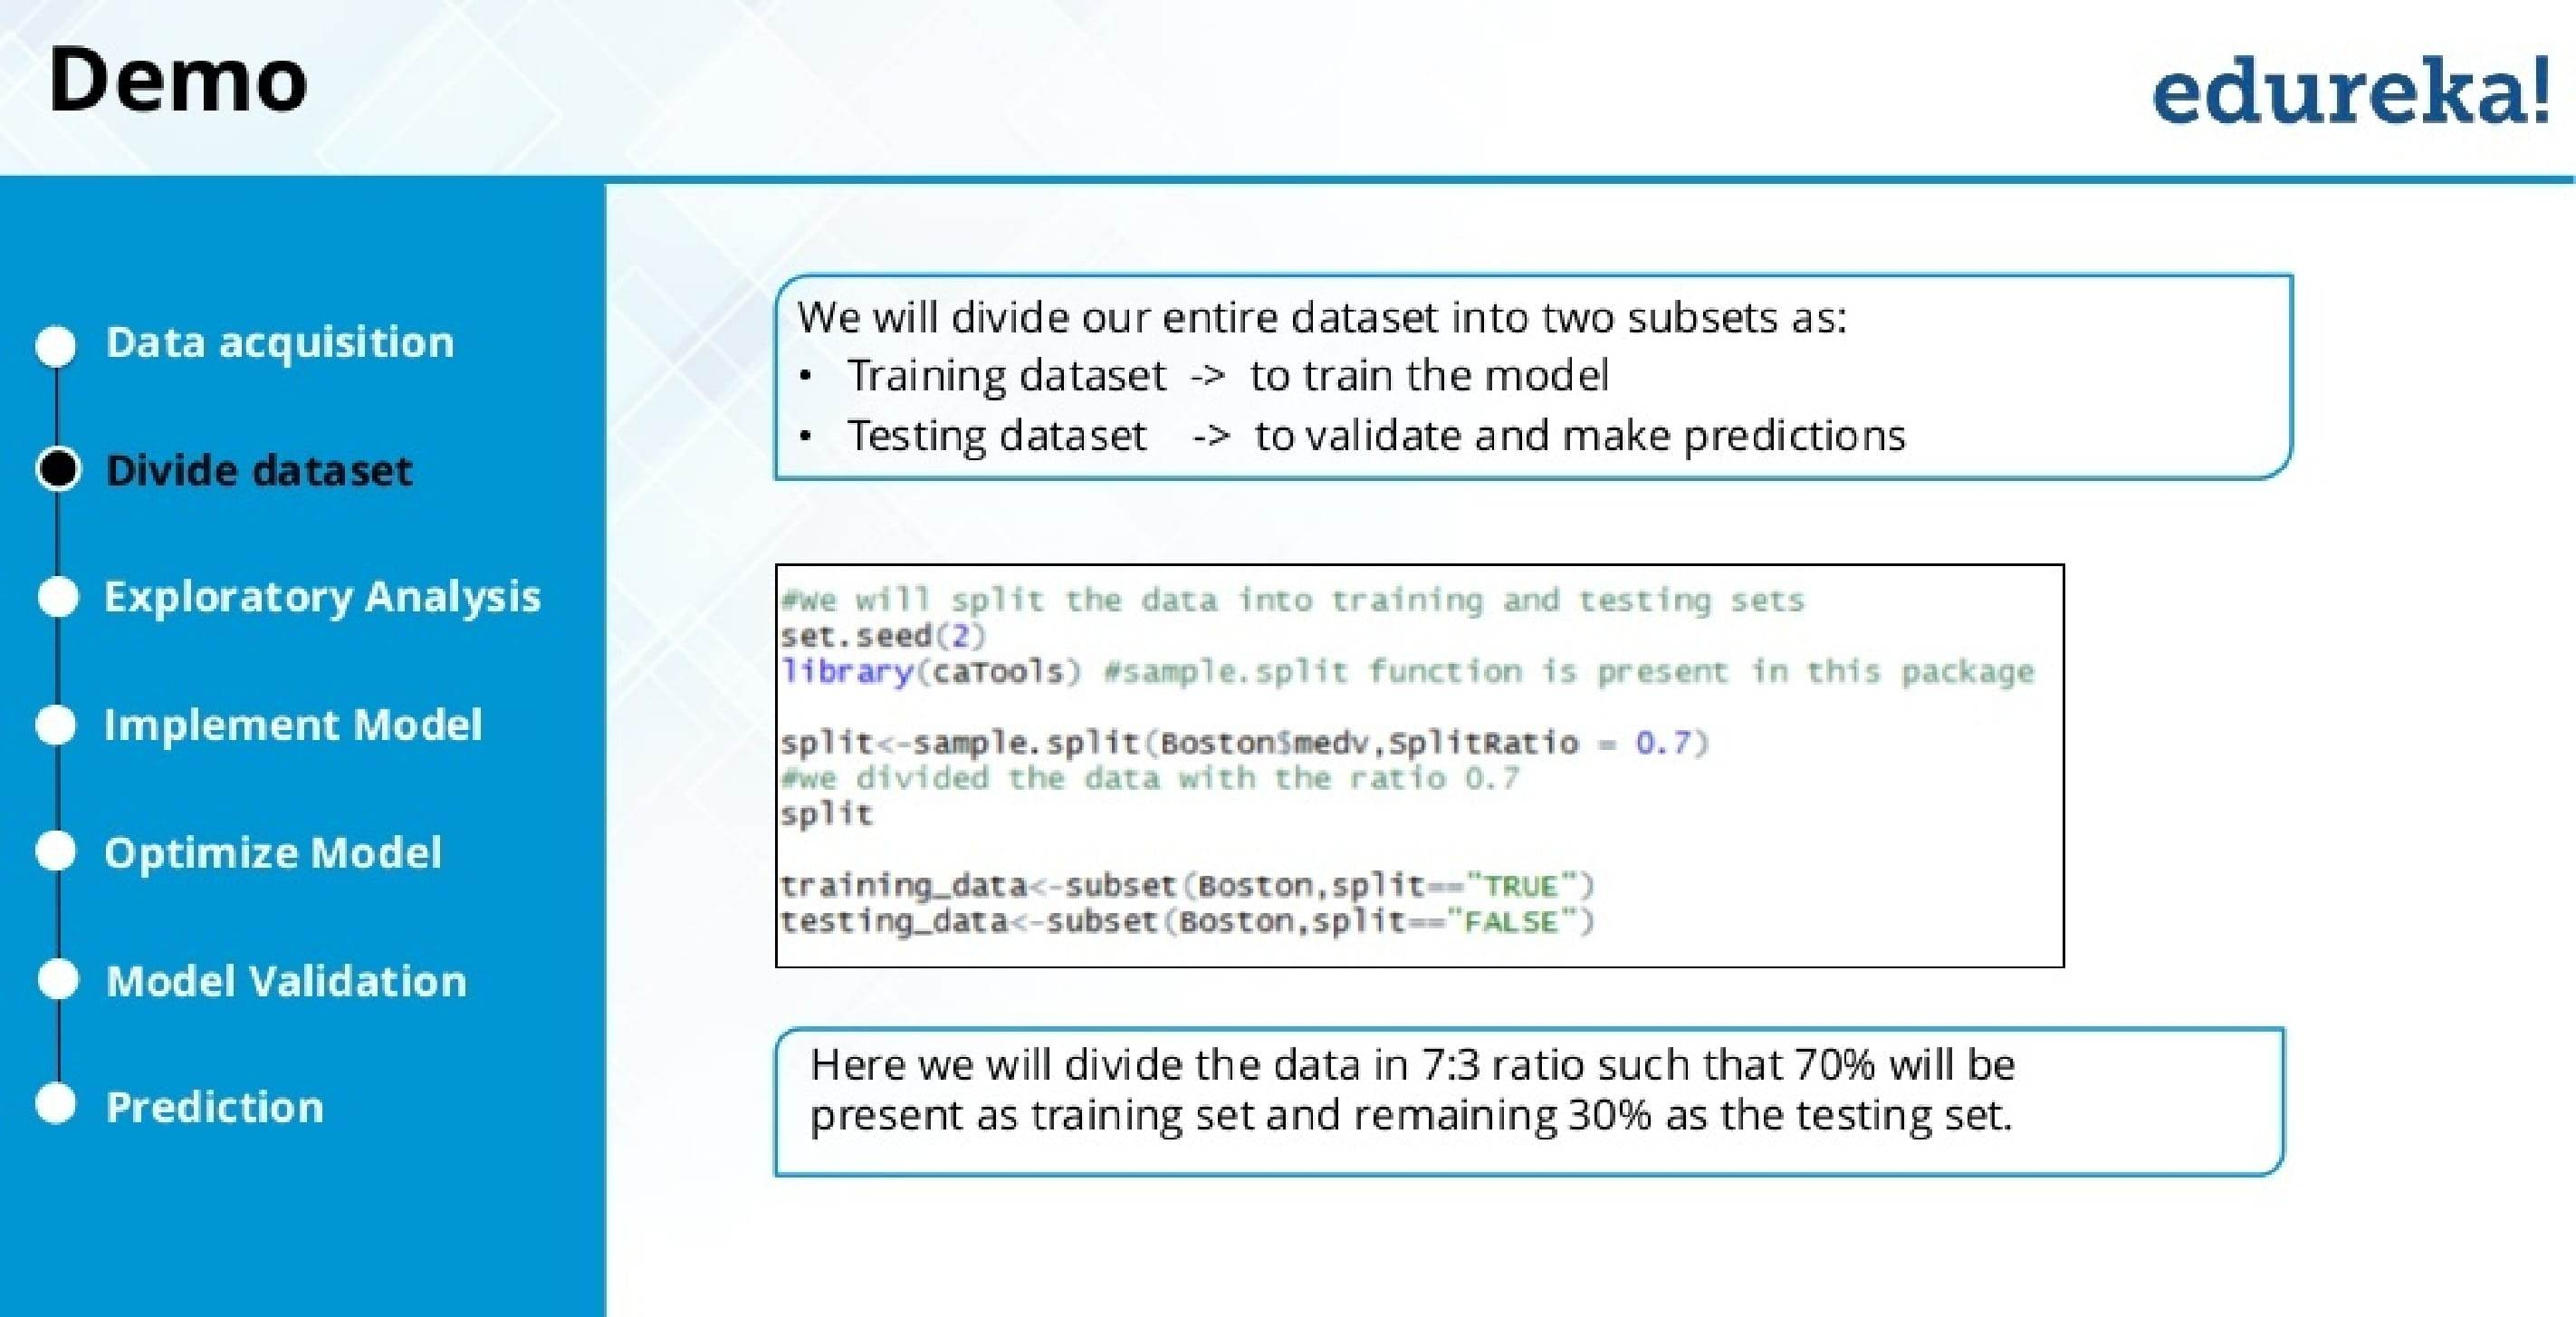 Demo
edureka!
Data acquisition
Divide dataset
Exploratory Analysis
Implement Model
Optimize Model
Model Validation
Prediction
We will divide our entire dataset into two subsets as:
• Training dataset -> to train the model
• Testing dataset -> to validate and make predictions
#we will split the data into training and testing sets
set.seed(2)
library(caTools) #sample.split function is present in this package
split<-sample.split(Boston$medv,SplitRatio = 0.7)
#we divided the data with the ratio 0.7
split
training_data<-subset(Boston,split=="TRUE")
testing_data<-subset(Boston,split=="FALSE")
Here we will divide the data in 7:3 ratio such that 70% will be
present as training set and remaining 30% as the testing set.